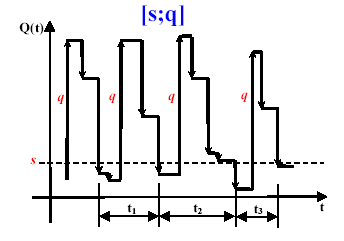 [s;q]
Q(t)
q q q q
s
t1 t2 t3 t